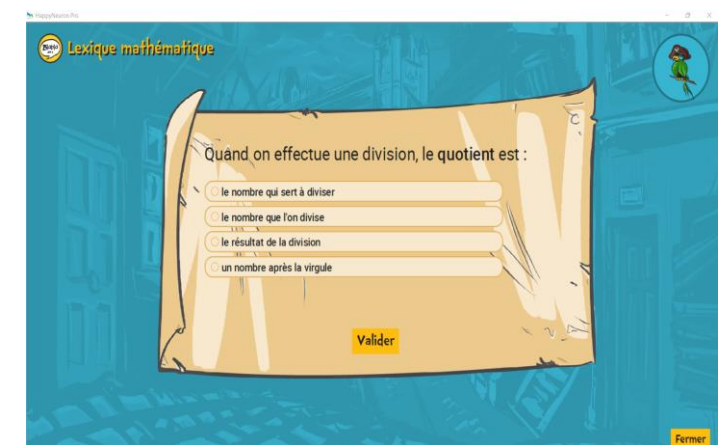 HappyNeuron Pro
Lexique mathématique
Quand on effectue une division, le quotient est :
le nombre qui sert à diviser
le nombre que l'on divise
le résultat de la division
un nombre après la virgule
Valider
Fermer